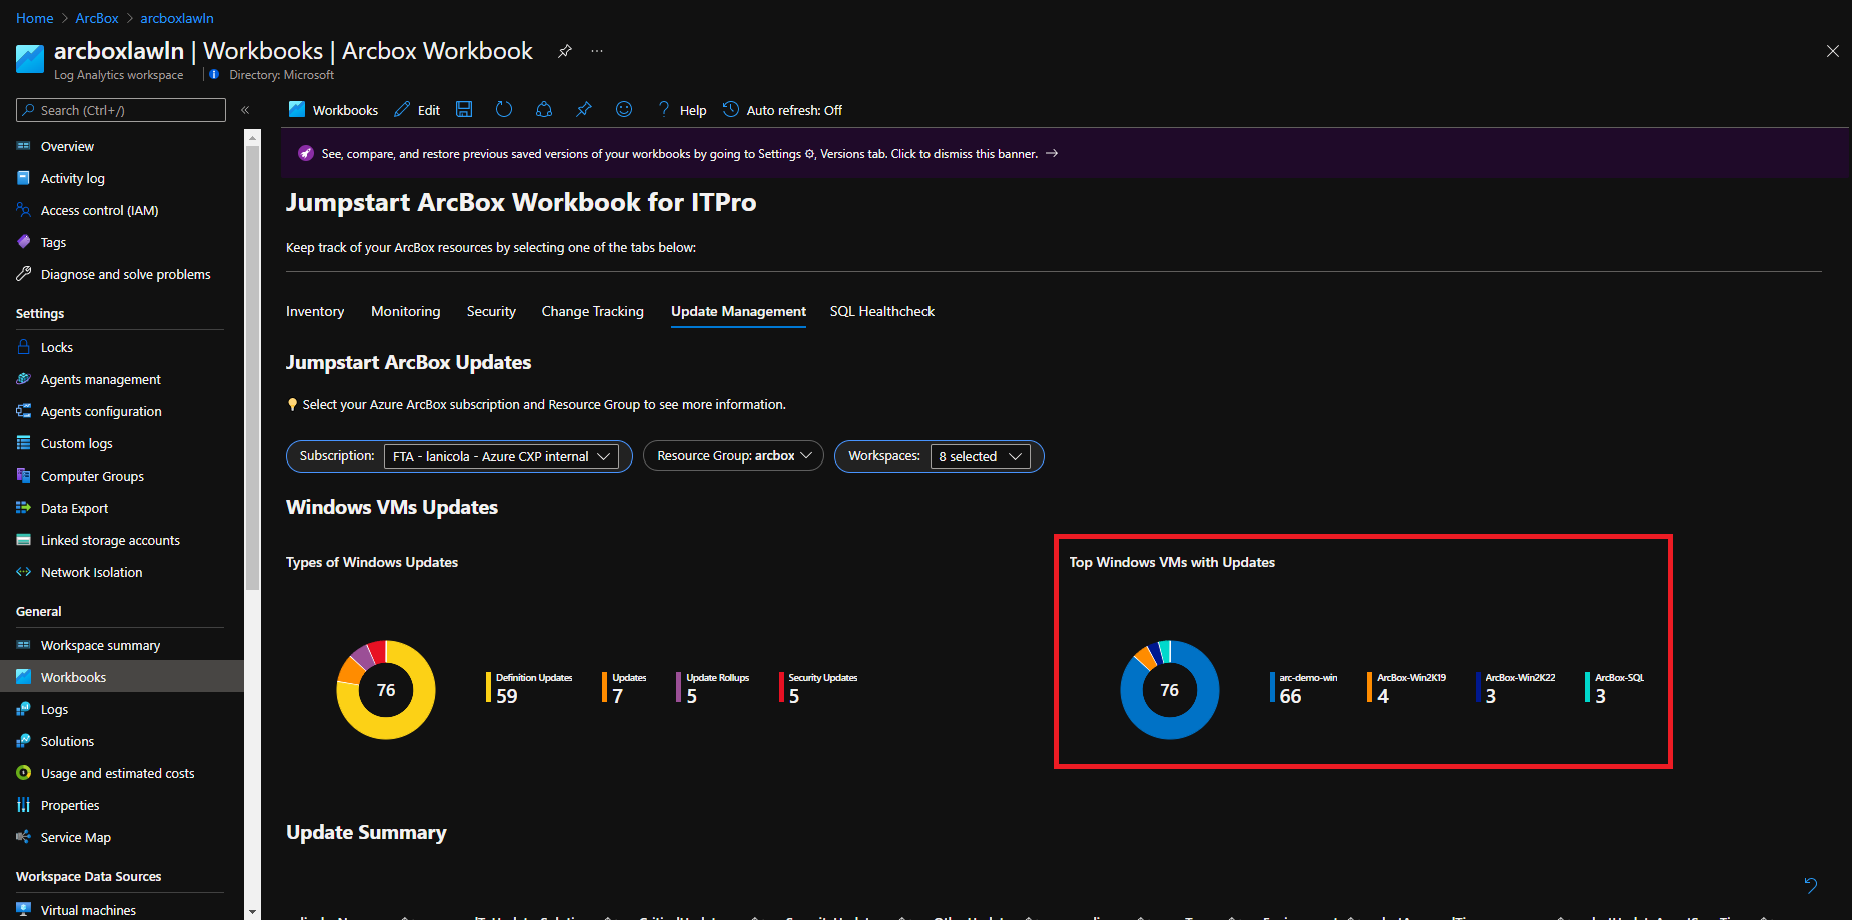 Home > ArcBox > arcboxlawln
arcboxlawln | Workbooks | Arcbox Workbook
Log Analytics workspace
Directory: Microsoft
Search (Ctrl+/)
Overview
Activity log
Access control (IAM)
Tags
Diagnose and solve problems
Settings
Locks
Agents management
Agents configuration
Custom logs
Computer Groups
Data Export
Linked storage accounts
Network Isolation
General
Workspace summary
Workbooks
Logs
Solutions
Usage and estimated costs
Properties
Service Map
Workspace Data Sources
Virtual machines
Workbooks Edit Help Auto refresh: Off
See, compare, and restore previous saved versions of your workbooks by going to Settings ⚙, Versions tab. Click to dismiss this banner. →
Jumpstart ArcBox Workbook for ITPro
Keep track of your ArcBox resources by selecting one of the tabs below:
Inventory Monitoring Security Change Tracking Update Management SQL Healthcheck
Jumpstart ArcBox Updates
Select your Azure ArcBox subscription and Resource Group to see more information.
Subscription: FTA - lanicola - Azure CXP internal Resource Group: arcbox Workspaces: 8 selected
Windows VMs Updates
Types of Windows Updates
76
Definition Updates
59
Updates
7
Update Rollups
5
Security Updates
5
Top Windows VMs with Updates
76
arc-demo-win
66
ArcBox-Win2K19
4
ArcBox-Win2K22
3
ArcBox-SQL
3
Update Summary